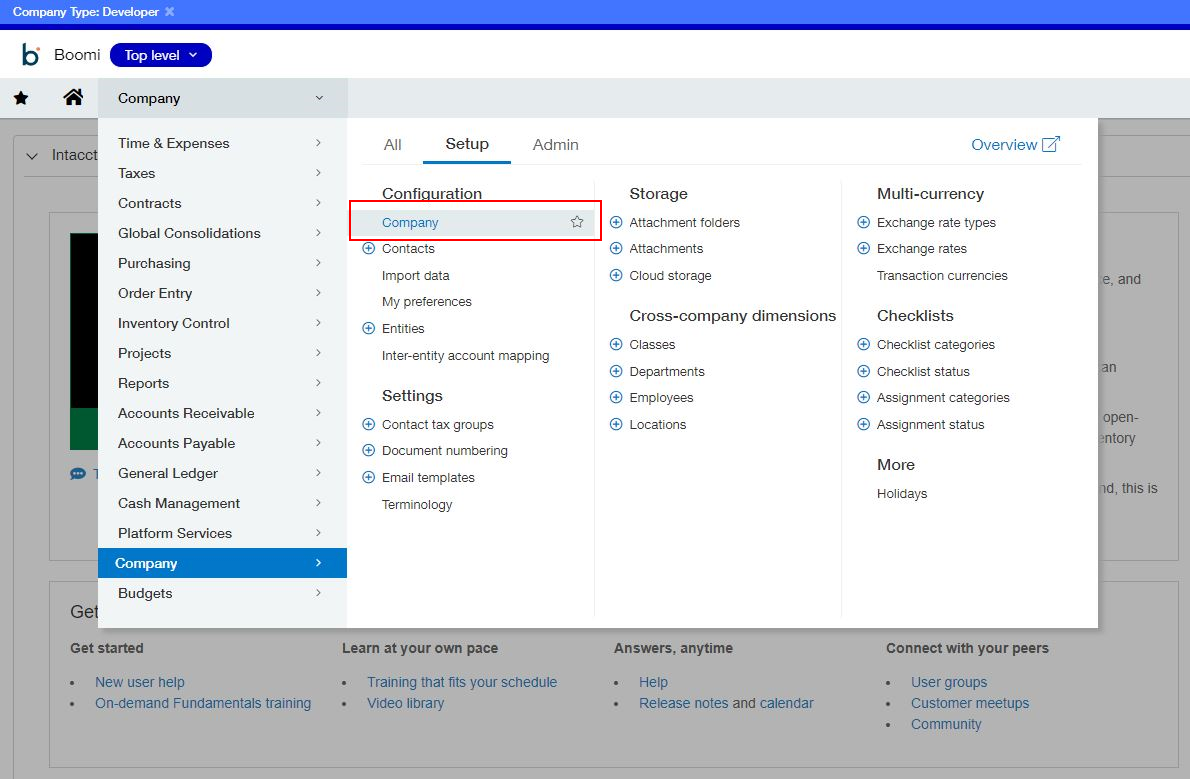 Company Type: Developer
Boomi Top level
Company
Intacct
Time & Expenses
Taxes
Contracts
Global Consolidations
Purchasing
Order Entry
Inventory Control
Projects
Reports
Accounts Receivable
Accounts Payable
General Ledger
Cash Management
Platform Services
Company
Budgets
All Setup Admin Overview
Configuration
Company
Contacts
Import data
My preferences
Entities
Inter-entity account mapping
Settings
Contact tax groups
Document numbering
Email templates
Terminology
Storage
Attachment folders
Attachments
Cloud storage
Cross-company dimensions
Classes
Departments
Employees
Locations
Multi-currency
Exchange rate types
Exchange rates
Transaction currencies
Checklists
Checklist categories
Checklist status
Assignment categories
Assignment status
More
Holidays
e, and
an
open-
entory
nd, this is
Get
Get started
New user help
On-demand Fundamentals training
Learn at your own pace
Training that fits your schedule
Video library
Answers, anytime
Help
Release notes and calendar
Connect with your peers
User groups
Customer meetups
Community